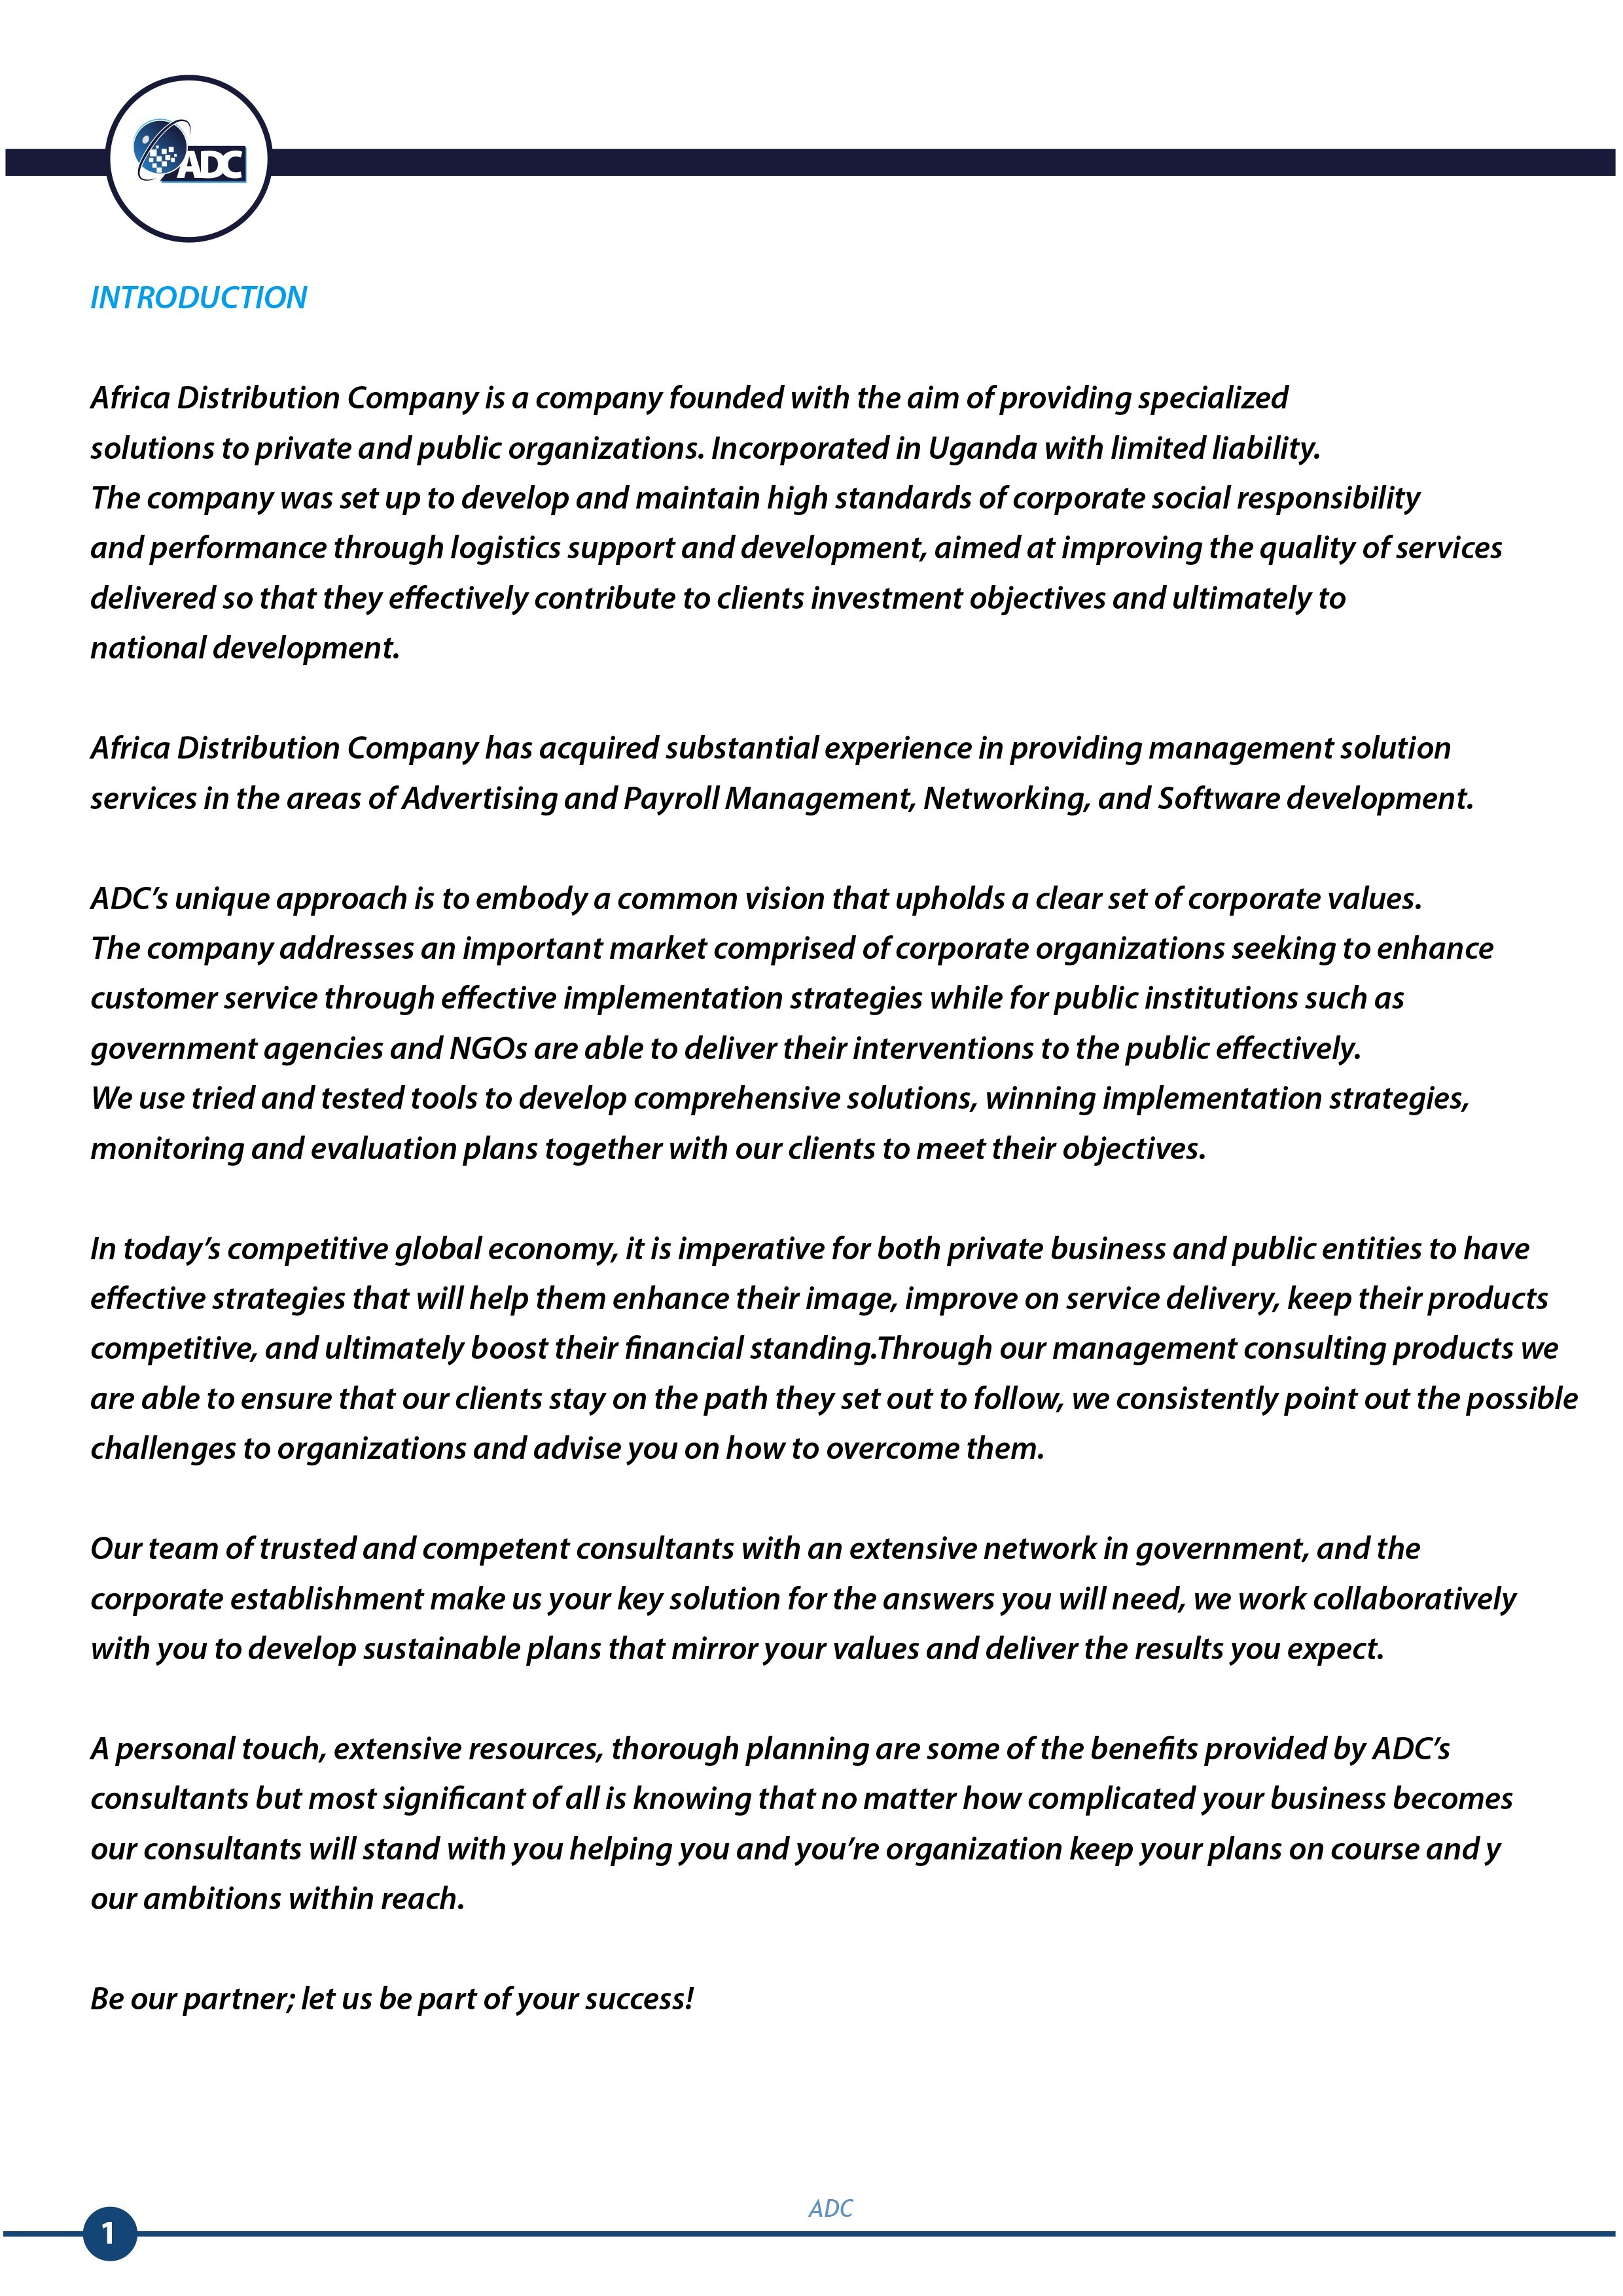 ADC
INTRODUCTION
Africa Distribution Company is a company founded with the aim of providing specialized
solutions to private and public organizations. Incorporated in Uganda with limited liability.
The company was set up to develop and maintain high standards of corporate social responsibility
and performance through logistics support and development, aimed at improving the quality of services
delivered so that they effectively contribute to clients investment objectives and ultimately to
national development.
Africa Distribution Company has acquired substantial experience in providing management solution
services in the areas of Advertising and Payroll Management, Networking, and Software development.
ADC’s unique approach is to embody a common vision that upholds a clear set of corporate values.
The company addresses an important market comprised of corporate organizations seeking to enhance
customer service through effective implementation strategies while for public institutions such as
government agencies and NGOs are able to deliver their interventions to the public effectively.
We use tried and tested tools to develop comprehensive solutions, winning implementation strategies,
monitoring and evaluation plans together with our clients to meet their objectives.
In today’s competitive global economy, it is imperative for both private business and public entities to have
effective strategies that will help them enhance their image, improve on service delivery, keep their products
competitive, and ultimately boost their financial standing.Through our management consulting products we
are able to ensure that our clients stay on the path they set out to follow, we consistently point out the possible
challenges to organizations and advise you on how to overcome them.
Our team of trusted and competent consultants with an extensive network in government, and the
corporate establishment make us your key solution for the answers you will need, we work collaboratively
with you to develop sustainable plans that mirror your values and deliver the results you expect.
A personal touch, extensive resources, thorough planning are some of the benefits provided by ADC’s
consultants but most significant of all is knowing that no matter how complicated your business becomes
our consultants will stand with you helping you and you’re organization keep your plans on course and y
our ambitions within reach.
Be our partner; let us be part of your success!
ADC
1